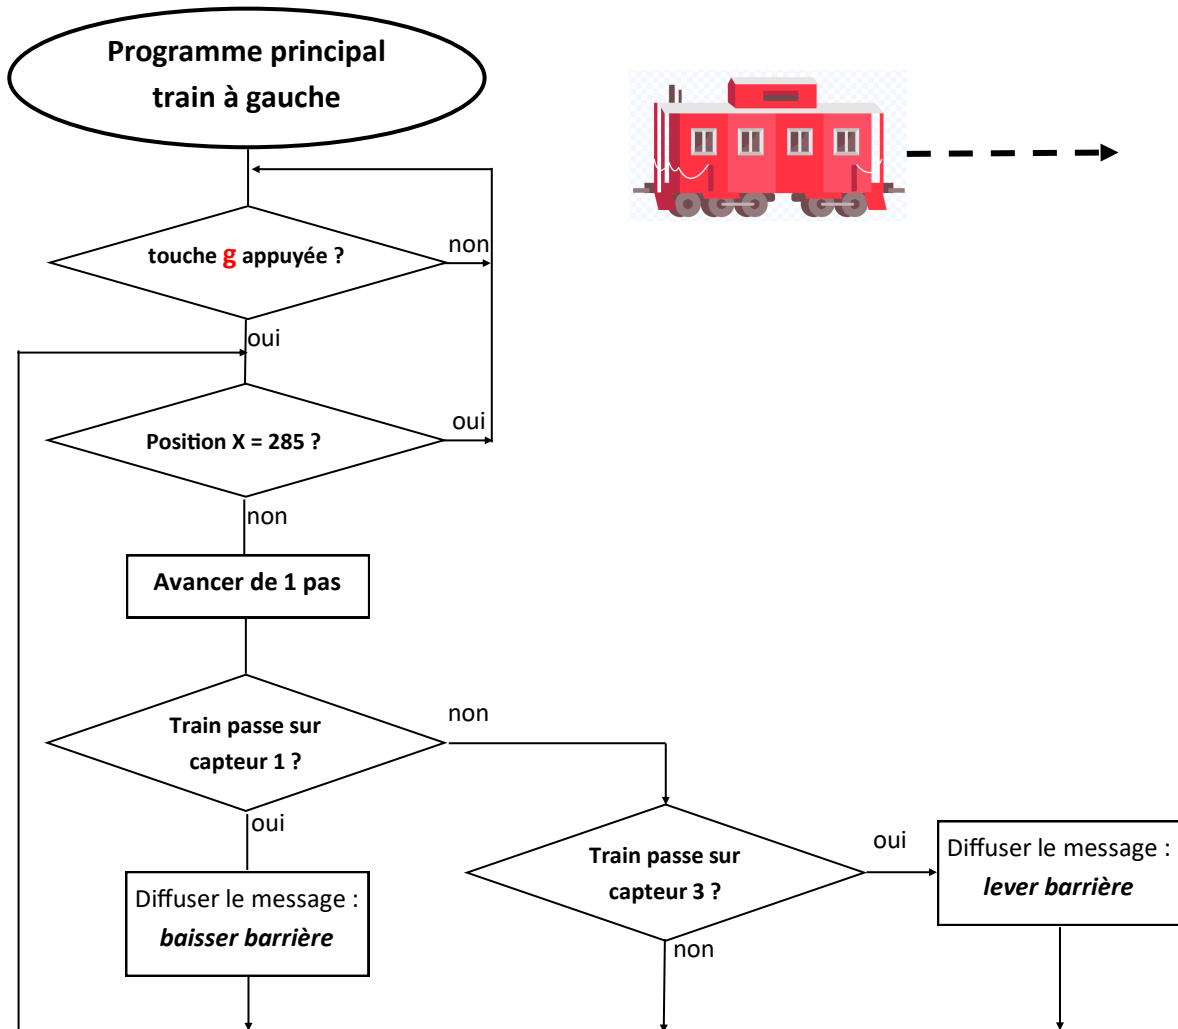 Programme principal
train à gauche
touche g appuyée ?
non
oui
Position X = 285 ?
oui
non
Avancer de 1 pas
Train passe sur
capteur 1 ?
non
oui
Train passe sur
capteur 3 ?
oui
non
Diffuser le message :
lever barrière
Diffuser le message :
baisser barrière